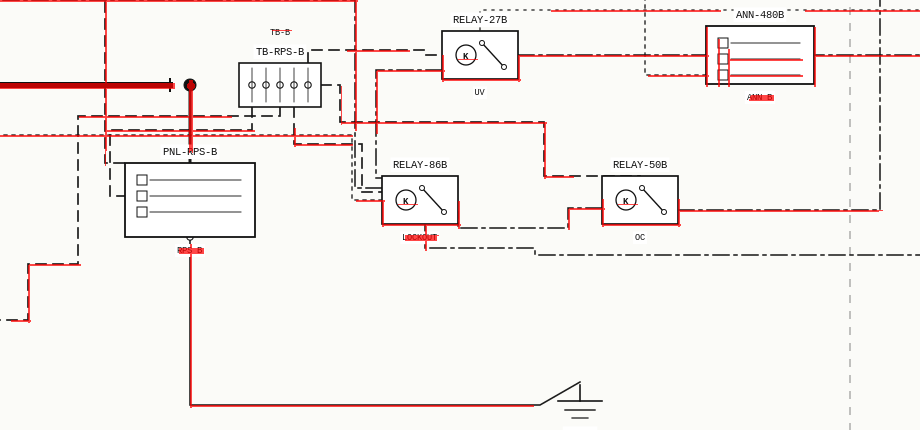 RELAY-27B
ANN-480B
TB-B
TB-RPS-B
K
UV
ANN-B
PNL-RPS-B
RELAY-86B
RELAY-50B
K
K
LOCKOUT
OC
RPS-B